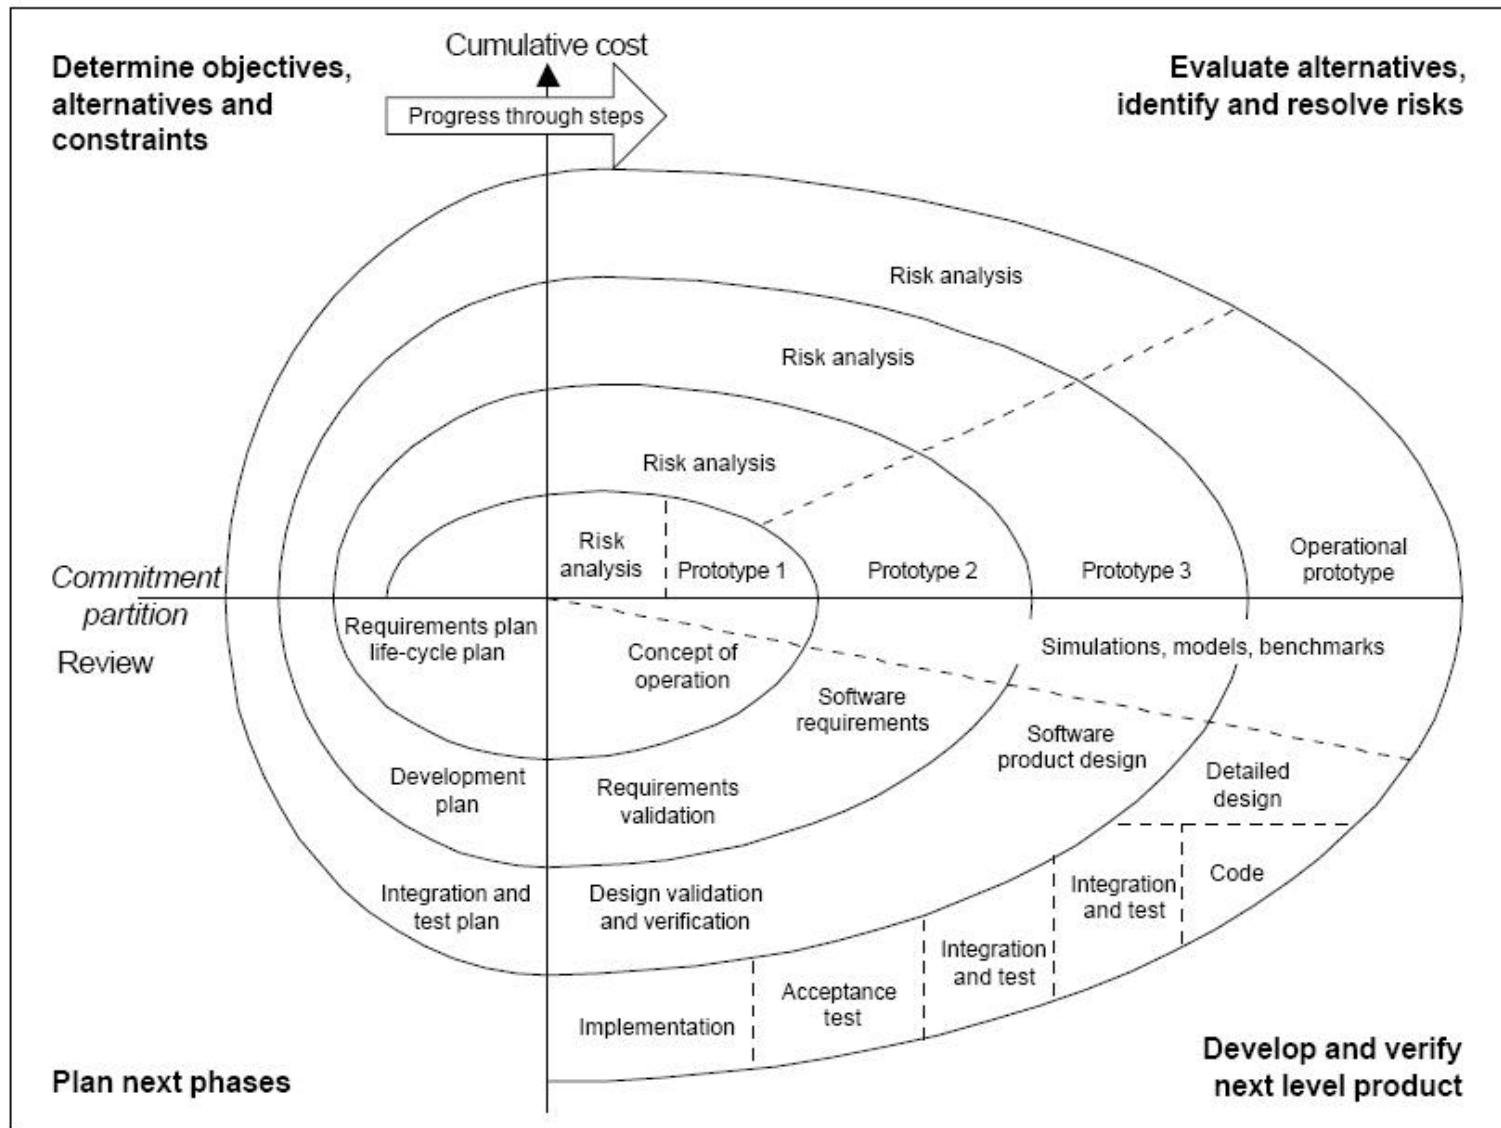 Cumulative cost
Determine objectives,
alternatives and
constraints
Progress through steps
Evaluate alternatives,
identify and resolve risks
Risk analysis
Risk analysis
Risk analysis
Risk
analysis
Prototype 1
Prototype 2
Prototype 3
Operational
prototype
Commitment
partition
Review
Requirements plan
life-cycle plan
Concept of
operation
Simulations, models, benchmarks
Software
requirements
Software
product design
Detailed
design
Development
plan
Requirements
validation
Integration and
test plan
Design validation
and verification
Code
Integration
and test
Integration
and test
Acceptance
test
Implementation
Plan next phases
Develop and verify
next level product